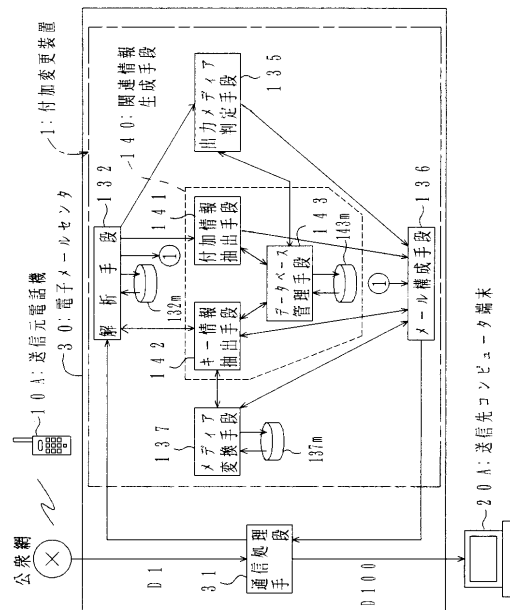 1：付加変更装置
140：関連情報
生成手段
135
出力メディア
判定手段
132
解析手段
①
132m
141
付加情報
抽出手段
142
キー情報
抽出手段
143
データベース
管理手段
143m
①
136
メール構成手段
137
メディア
変換手段
137m
30：電子メールセンタ
10A：送信元電話機
公衆網
D1
31
通信処理
手段
D100
20A：送信先コンピュータ端末